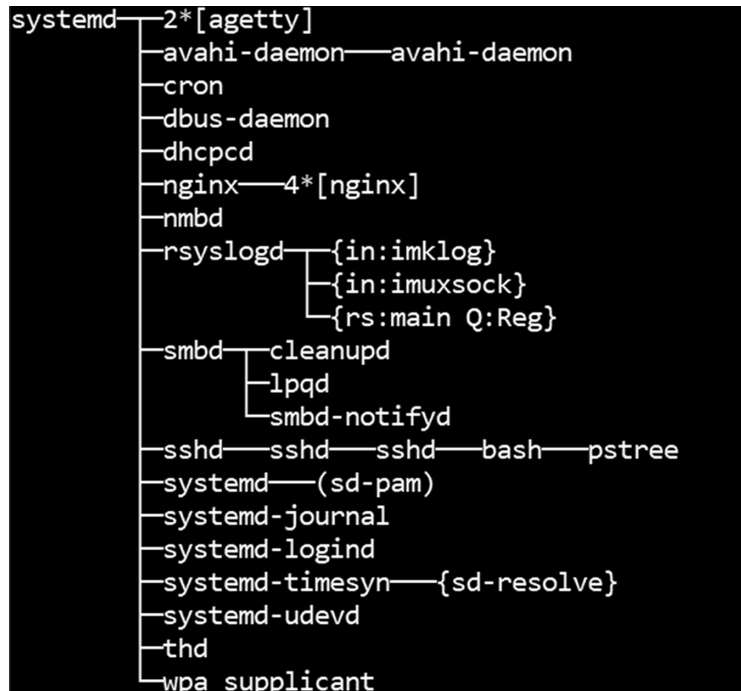 systemd─┬─2*[agetty]
        ├─avahi-daemon───avahi-daemon
        ├─cron
        ├─dbus-daemon
        ├─dhcpcd
        ├─nginx───4*[nginx]
        ├─nmbd
        ├─rsyslogd─┬─{in:imklog}
        │          ├─{in:imuxsock}
        │          └─{rs:main Q:Reg}
        ├─smbd─┬─cleanupd
        │      ├─lpqd
        │      └─smbd-notifyd
        ├─sshd───sshd───sshd───bash───pstree
        ├─systemd───(sd-pam)
        ├─systemd-journal
        ├─systemd-logind
        ├─systemd-timesyn───{sd-resolve}
        ├─systemd-udevd
        ├─thd
        └─wpa_supplicant